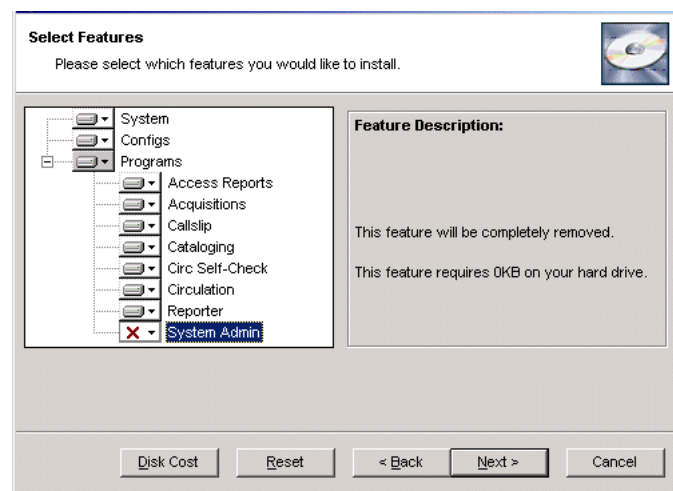 Select Features
Please select which features you would like to install.
System
Configs
Programs
Access Reports
Acquisitions
Callslip
Cataloging
Circ Self-Check
Circulation
Reporter
System Admin
Feature Description:
This feature will be completely removed.
This feature requires 0KB on your hard drive.
Disk Cost
Reset
< Back
Next >
Cancel